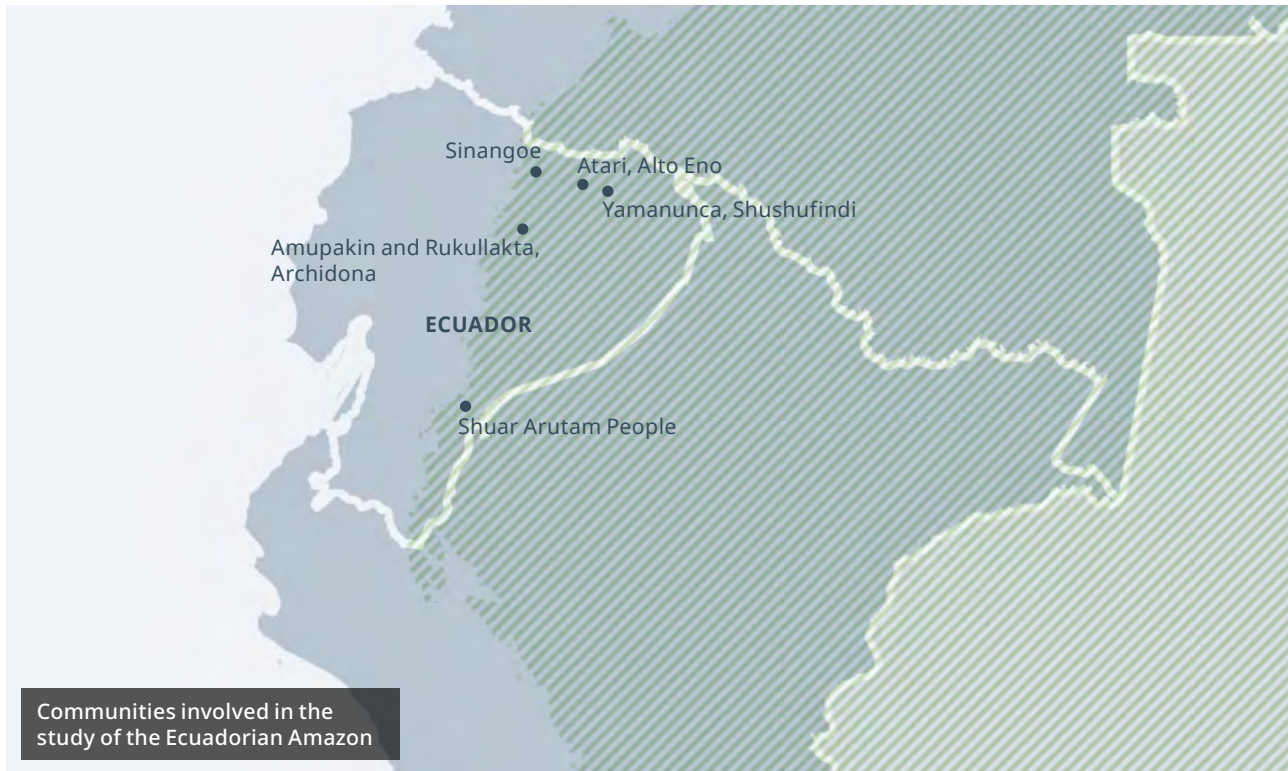 Sinangoe
Atari, Alto Eno
Yamanunca, Shushufindi
Amupakin and Rukullakta,
Archidona
ECUADOR
Shuar Arutam People
Communities involved in the
study of the Ecuadorian Amazon